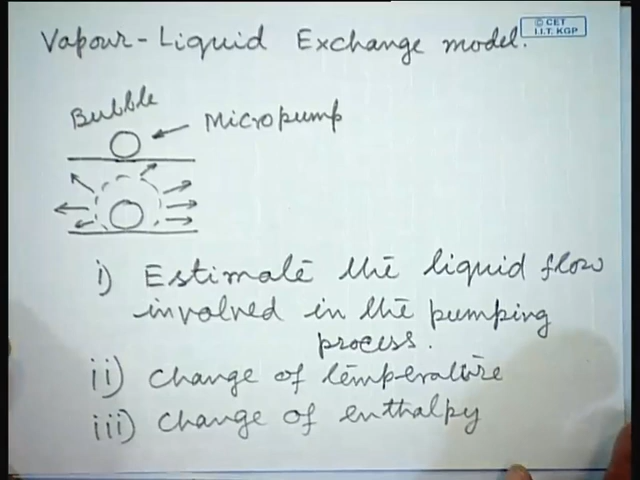 Vapour-Liquid Exchange model.
© CET
I.I.T. KGP
Bubble
Micropump
i) Estimate the liquid flow
involved in the pumping
process.
ii) Change of temperature
iii) Change of enthalpy